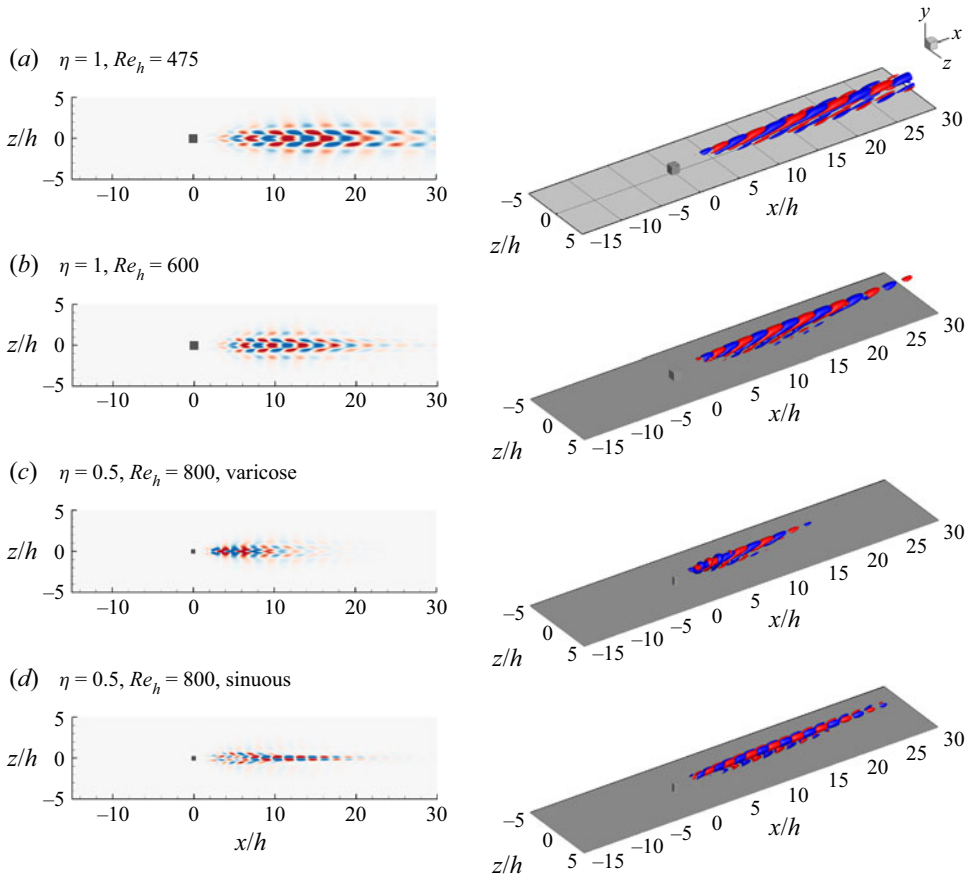 (a) η = 1, Re_h = 475
5
z/h 0
–5
–10 0 10 20 30
y
x
z
–5
0
5
z/h
–15 –10 –5 0 5 10 15 20 25 30
x/h
(b) η = 1, Re_h = 600
5
z/h 0
–5
–10 0 10 20 30
–5
0
5
z/h
–15 –10 –5 0 5 10 15 20 25 30
x/h
(c) η = 0.5, Re_h = 800, varicose
5
z/h 0
–5
–10 0 10 20 30
–5
0
5
z/h
–15 –10 –5 0 5 10 15 20 25 30
x/h
(d) η = 0.5, Re_h = 800, sinuous
5
z/h 0
–5
–10 0 10 20 30
x/h
–5
0
5
z/h
–15 –10 –5 0 5 10 15 20 25 30
x/h